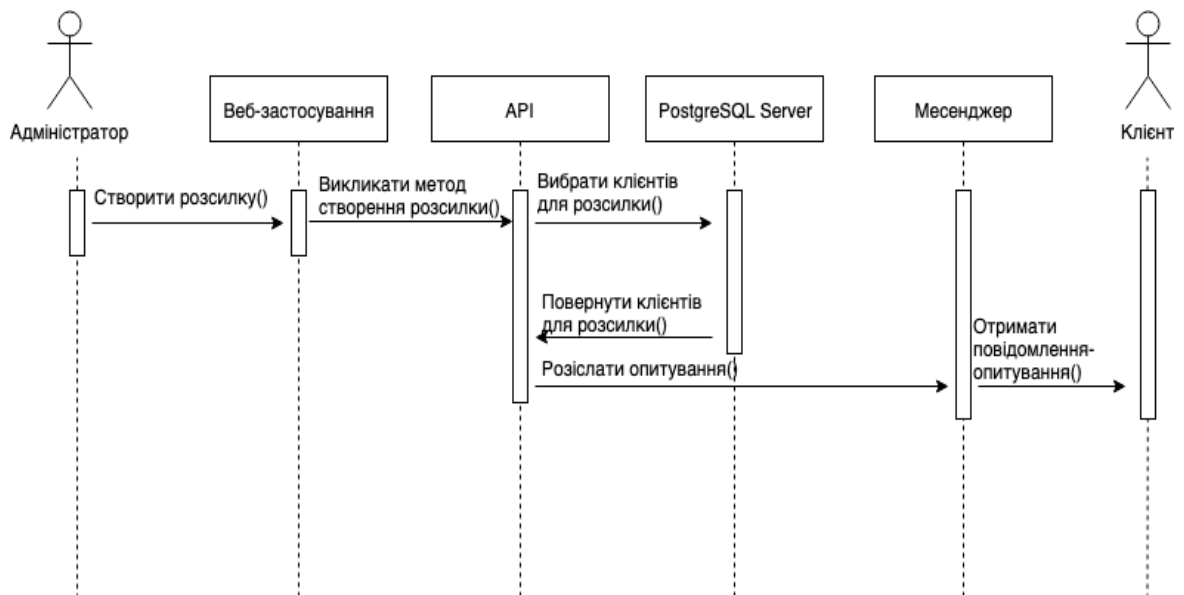 Адміністратор
Веб-застосування
API
PostgreSQL Server
Месенджер
Клієнт
Створити розсилку()
Викликати метод
створення розсилки()
Вибрати клієнтів
для розсилки()
Повернути клієнтів
для розсилки()
Розіслати опитування()
Отримати
повідомлення-
опитування()